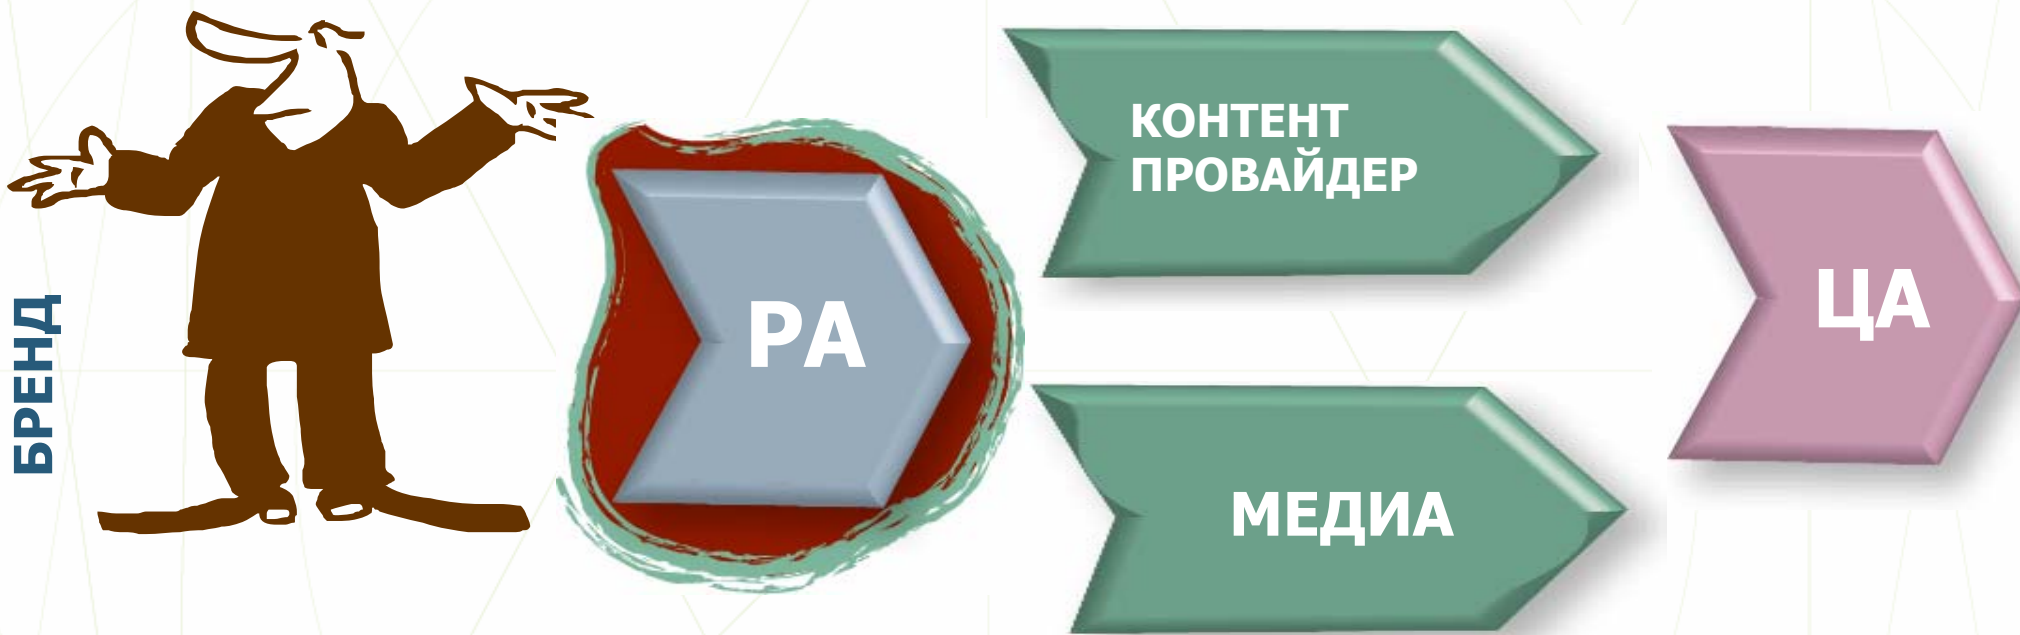 БРЕНД
РА
КОНТЕНТ
ПРОВАЙДЕР
МЕДИА
ЦА